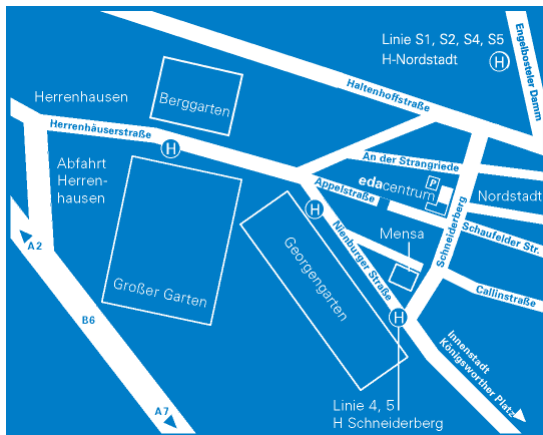 Linie S1, S2, S4, S5
H-Nordstadt
H
Engelbosteler Damm
Herrenhausen
Berggarten
Haltenhoffstraße
Herrenhäuserstraße
H
Abfahrt
Herren-
hausen
An der Strangriede
edacentrum
P
Appelstraße
Nordstadt
H
Schneiderberg
Schaufelder Str.
Mensa
Nienburger Straße
Georgengarten
Großer Garten
A2
Callinstraße
B6
H
Innenstadt
Königsworther Platz
A7
Linie 4, 5
H Schneiderberg